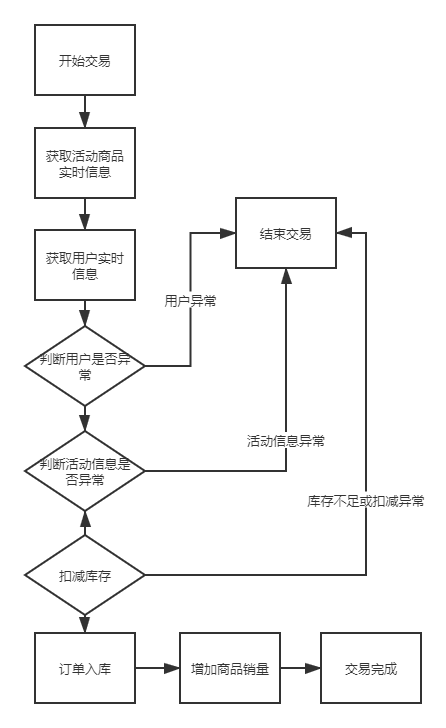 开始交易
获取活动商品
实时信息
获取用户实时
信息
结束交易
用户异常
判断用户是否异
常
活动信息异常
判断活动信息是
否异常
库存不足或扣减异常
扣减库存
订单入库
增加商品销量
交易完成